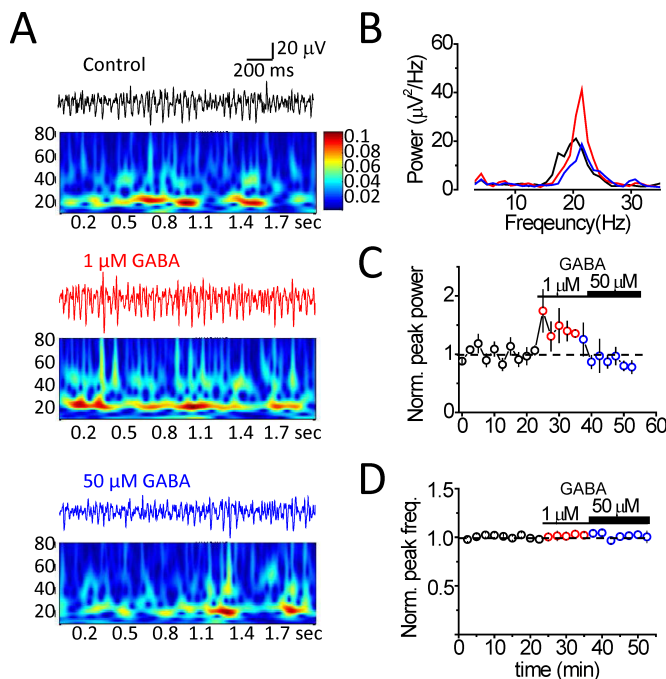 A
Control
20 µV
200 ms
80
60
40
20
0.1
0.06
0.04
0.02
0.2 0.5 0.8 1.1 1.4 1.7 sec
1 µM GABA
80
60
40
20
0.2 0.5 0.8 1.1 1.4 1.7 sec
50 µM GABA
80
60
40
20
0.2 0.5 0.8 1.1 1.4 1.7 sec
B
Power (µV²/Hz)
60
40
20
0
10 20 30
Freqeuncy(Hz)
C
GABA
1 µM 50 µM
Norm. peak power
2
1
0
0 10 20 30 40 50 60
D
GABA
1 µM 50 µM
Norm. peak freq.
1.5
1.0
0.5
0 10 20 30 40 50
time (min)